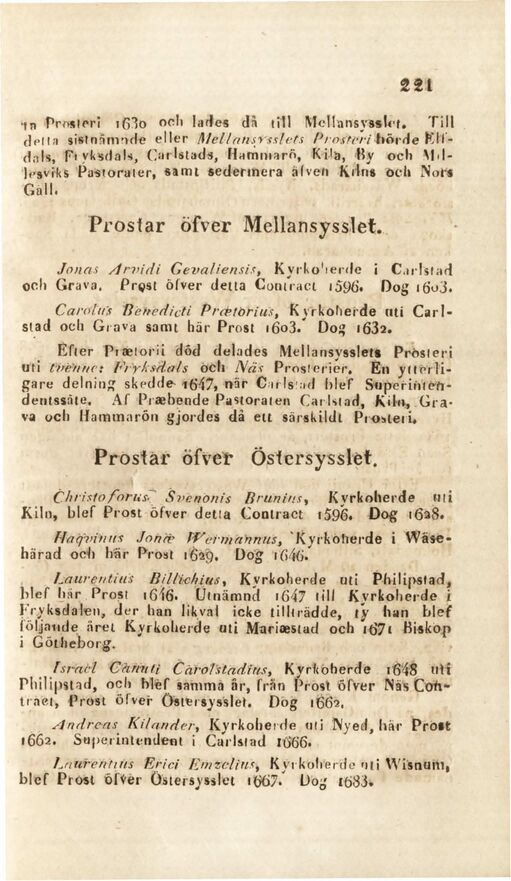 221
in Prosteri 1630 och lades då till Mellansysslet. Till
detta sistnämnde eller Mellansysslets Prosteri hörde Elf-
dals, Fryksdals, Carlstads, Hammarö, Kila, By och Mil-
lesviks Pastorater, samt sedermera äfven Kilns och Nors
Gäll.
Prostar öfver Mellansysslet.
Jonas Arvidi Gevaliensis, Kyrkoherde i Carlstad
och Grava. Prost öfver detta Contract 1596. Dog 1603.
Carolus Benedicti Prætorius, Kyrkoherde uti Carl-
stad och Grava samt här Prost 1603. Dog 1632.
Efter Prætorii död delades Mellansysslets Prosteri
uti tvenne: Fryksdals och Näs Prosterier. En ytterli-
gare delning skedde 1647, når Carlstad blef Superinten-
dentssäte. Af Præbende Pastoraten Carlstad, Kiln, Gra-
va och Hammarön gjordes då ett särskildt Prosteri.
Prostar öfver Östersysslet.
Christoforus Svenonis Brunius, Kyrkoherde uti
Kiln, blef Prost öfver detta Contract 1596. Dog 1628.
Haqvinus Jonæ Wermannus, Kyrkoherde i Wäse-
härad och här Prost 1629. Dog 1646.
Laurentius Billichius, Kyrkoherde uti Philipstad,
blef här Prost 1646. Utnämnd 1647 till Kyrkoherde i
Fryksdalen, der han likväl icke tillträdde, ty han blef
följande året Kyrkoherde uti Mariæstad och 1671 Biskop
i Götheborg.
Israël Canuti Carolstadius, Kyrkoherde 1648 uti
Philipstad, och blef samma år, från Prost öfver Näs Con-
tract, Prost öfver Östersysslet. Dog 1662.
Andreas Kilander, Kyrkoherde uti Nyed, här Prost
1662. Superintendent i Carlstad 1666.
Laurentius Erici Emzelius, Kyrkoherde uti Wisnum,
blef Prost öfver Östersysslet 1667. Dog 1683.